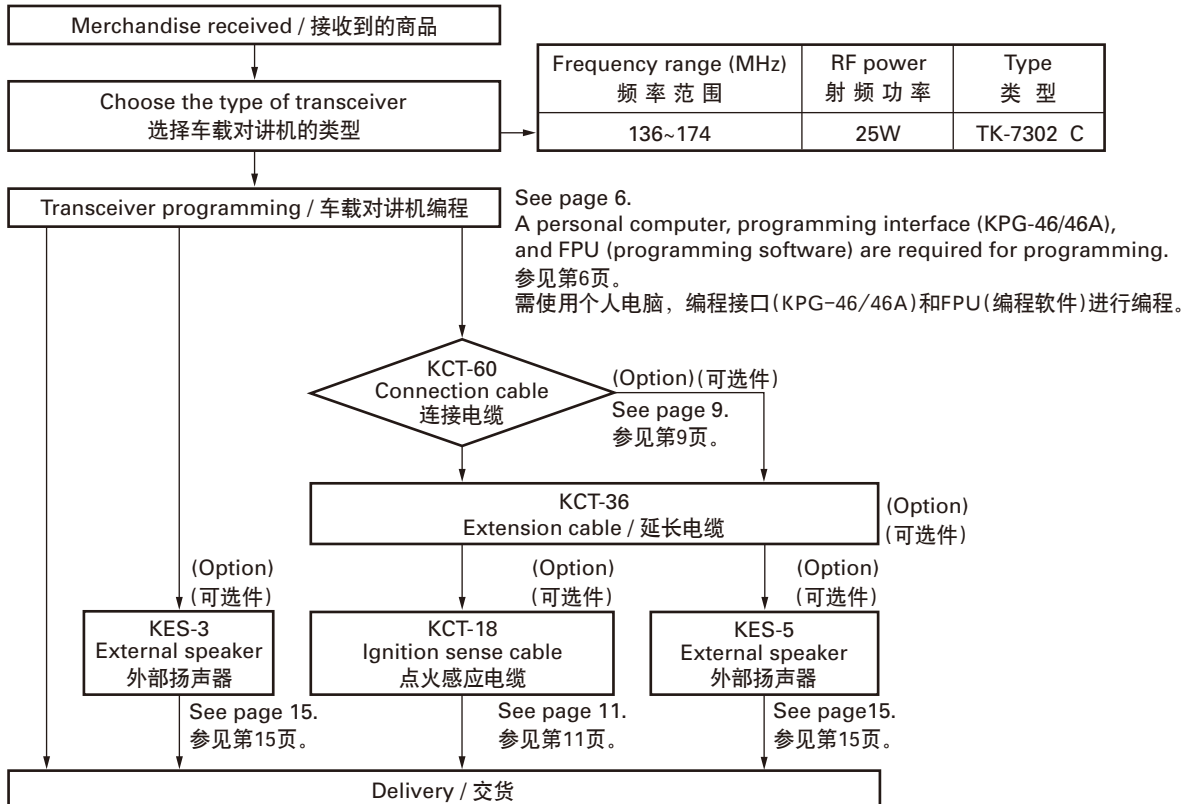 Merchandise received / 接收到的商品
Choose the type of transceiver
选择车载对讲机的类型
Frequency range (MHz)
频 率 范 围
RF power
射 频 功 率
Type
类 型
136~174
25W
TK-7302 C
Transceiver programming / 车载对讲机编程
See page 6.
A personal computer, programming interface (KPG-46/46A),
and FPU (programming software) are required for programming.
参见第6页。
需使用个人电脑，编程接口(KPG-46/46A)和FPU(编程软件)进行编程。
KCT-60
Connection cable
连接电缆
(Option)(可选件)
See page 9.
参见第9页。
KCT-36
Extension cable / 延长电缆
(Option)
(可选件)
(Option)
(可选件)
KES-3
External speaker
外部扬声器
See page 15.
参见第15页。
(Option)
(可选件)
KCT-18
Ignition sense cable
点火感应电缆
See page 11.
参见第11页。
(Option)
(可选件)
KES-5
External speaker
外部扬声器
See page15.
参见第15页。
Delivery / 交货